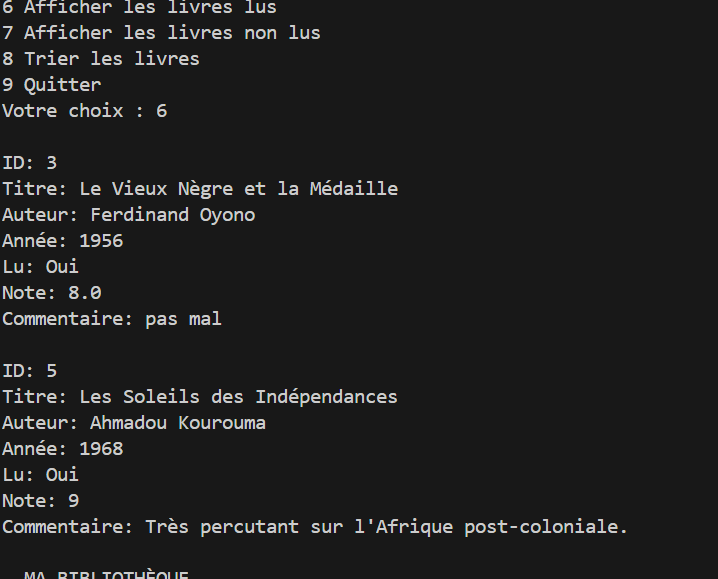 6 Afficher les livres lus
7 Afficher les livres non lus
8 Trier les livres
9 Quitter
Votre choix : 6
ID: 3
Titre: Le Vieux Nègre et la Médaille
Auteur: Ferdinand Oyono
Année: 1956
Lu: Oui
Note: 8.0
Commentaire: pas mal
ID: 5
Titre: Les Soleils des Indépendances
Auteur: Ahmadou Kourouma
Année: 1968
Lu: Oui
Note: 9
Commentaire: Très percutant sur l'Afrique post-coloniale.
MA BIBLIOTHÈQUE